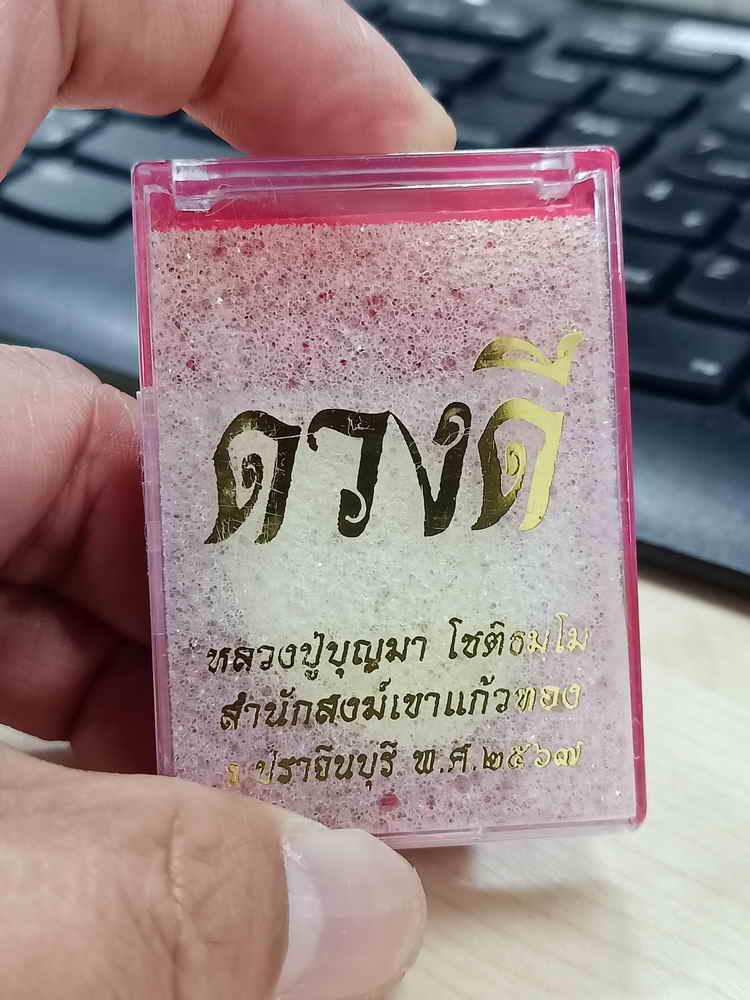 ดวงดี
หลวงปู่บุญมา โชติธมฺโม
สำนักสงฆ์เขาแก้วทอง
จ.ปราจีนบุรี พ.ศ.๒๕๖๗